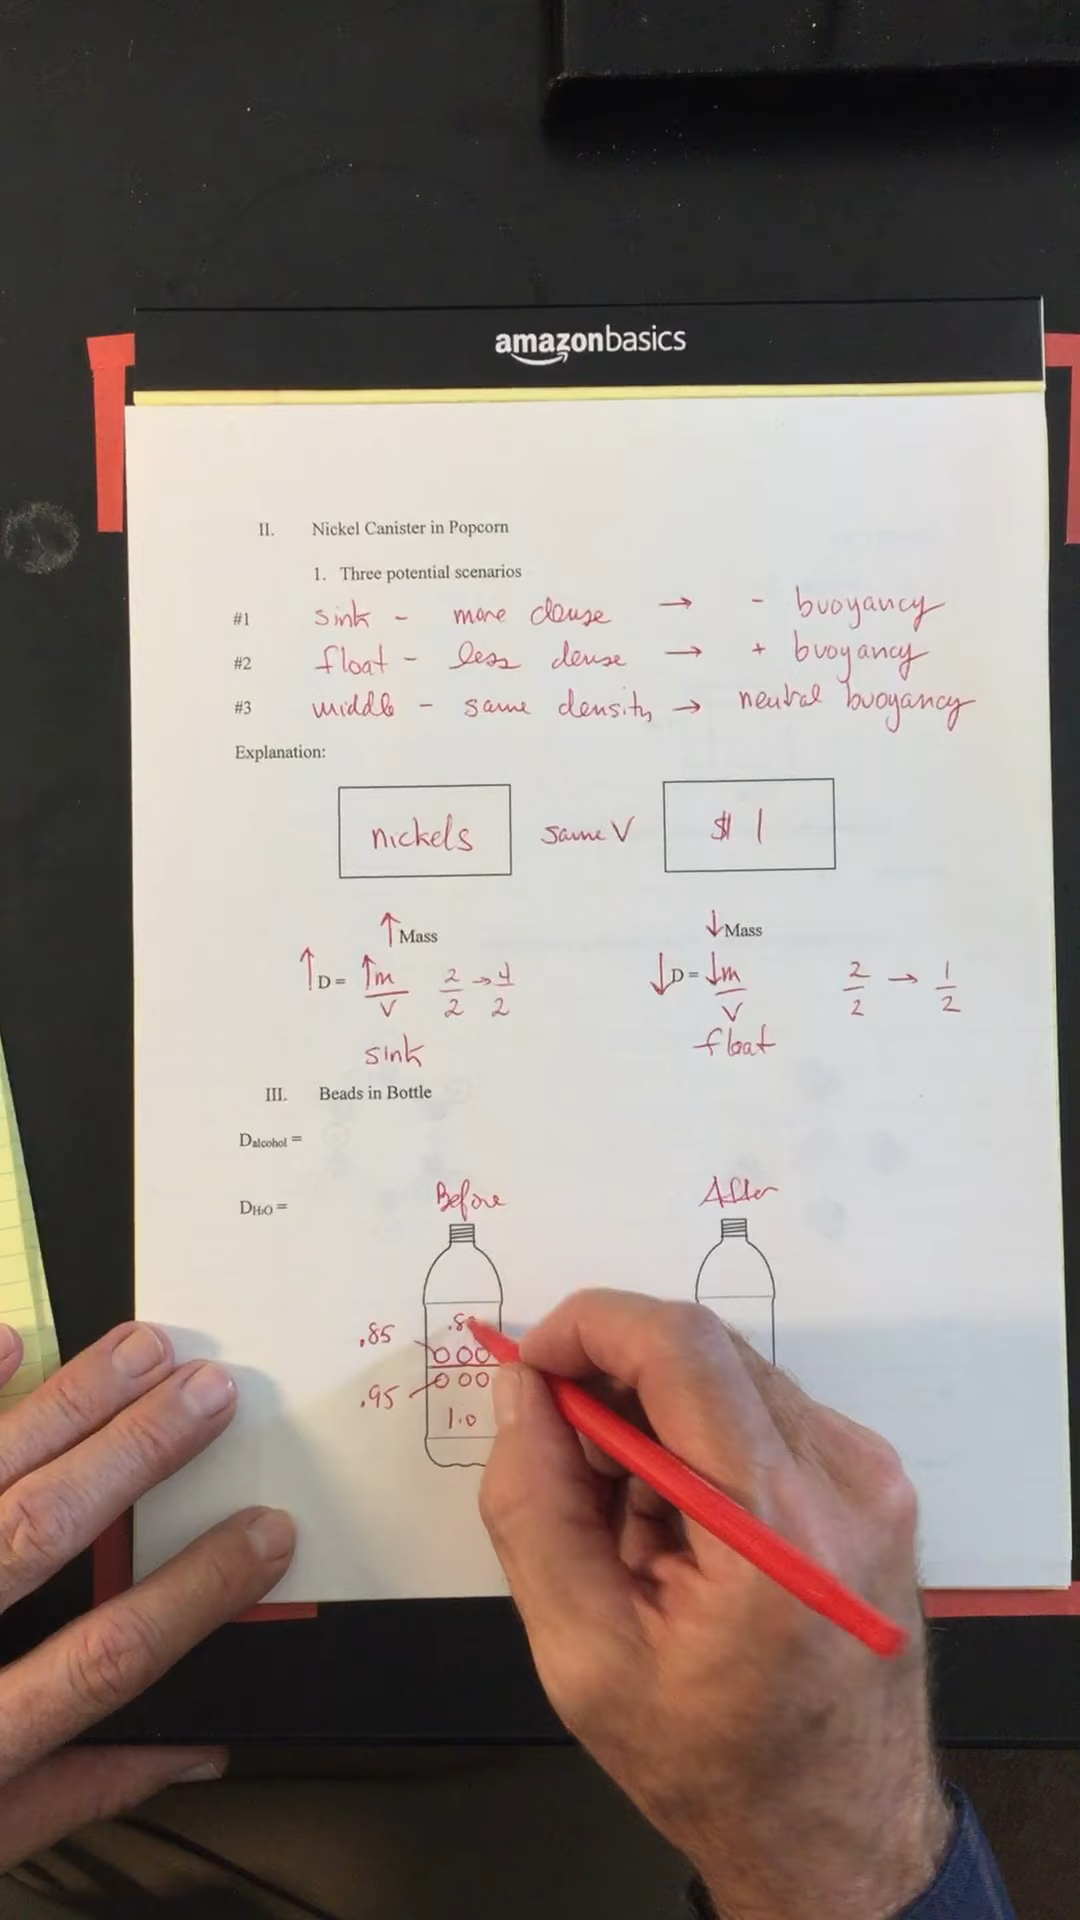 amazonbasics
II. Nickel Canister in Popcorn
1. Three potential scenarios
#1 sink - more dense → - buoyancy
#2 float - less dense → + buoyancy
#3 middle - same density → neutral buoyancy
Explanation:
nickels same V $ 1
↑ Mass ↓ Mass
↑ D = ↑m/V 2/2 → 4/2 ↓ D = ↓m/V 2/2 → 1/2
sink float
III. Beads in Bottle
Dalcohol =
DH₂O = Before After
.85
.95
1.0